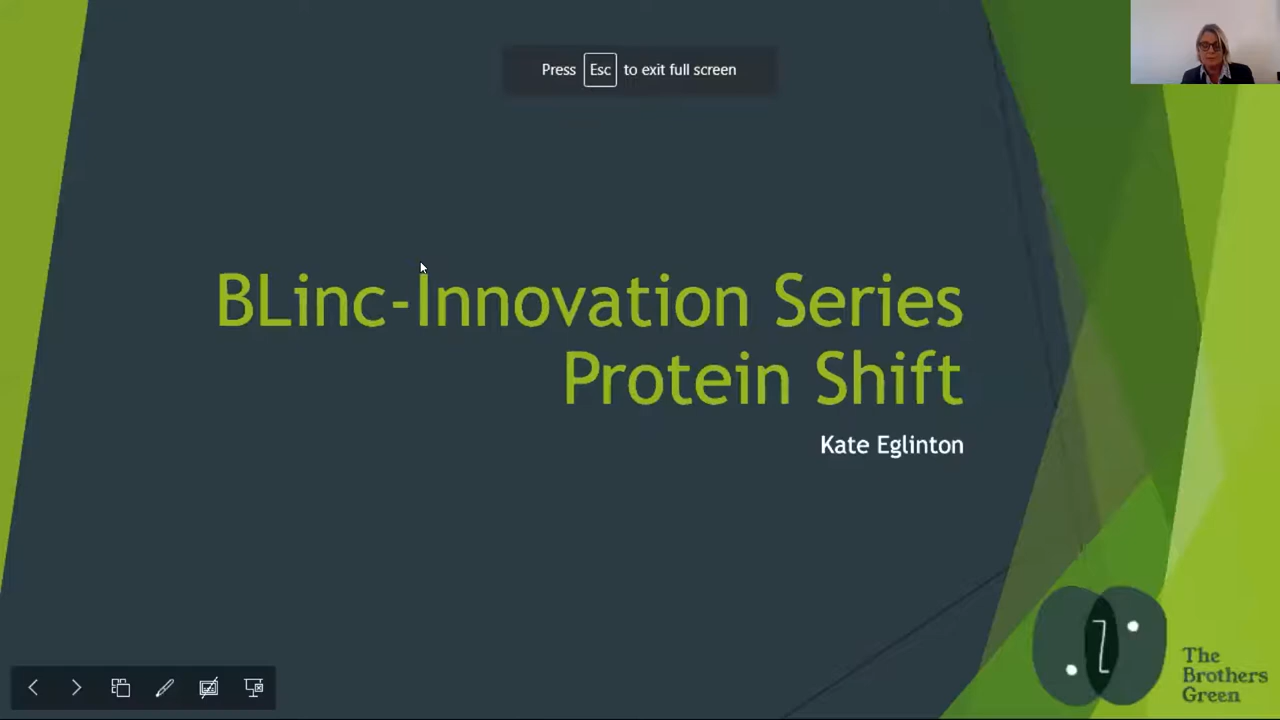 Press Esc to exit full screen
BLinc-Innovation Series
Protein Shift
Kate Eglinton
The
Brothers
Green